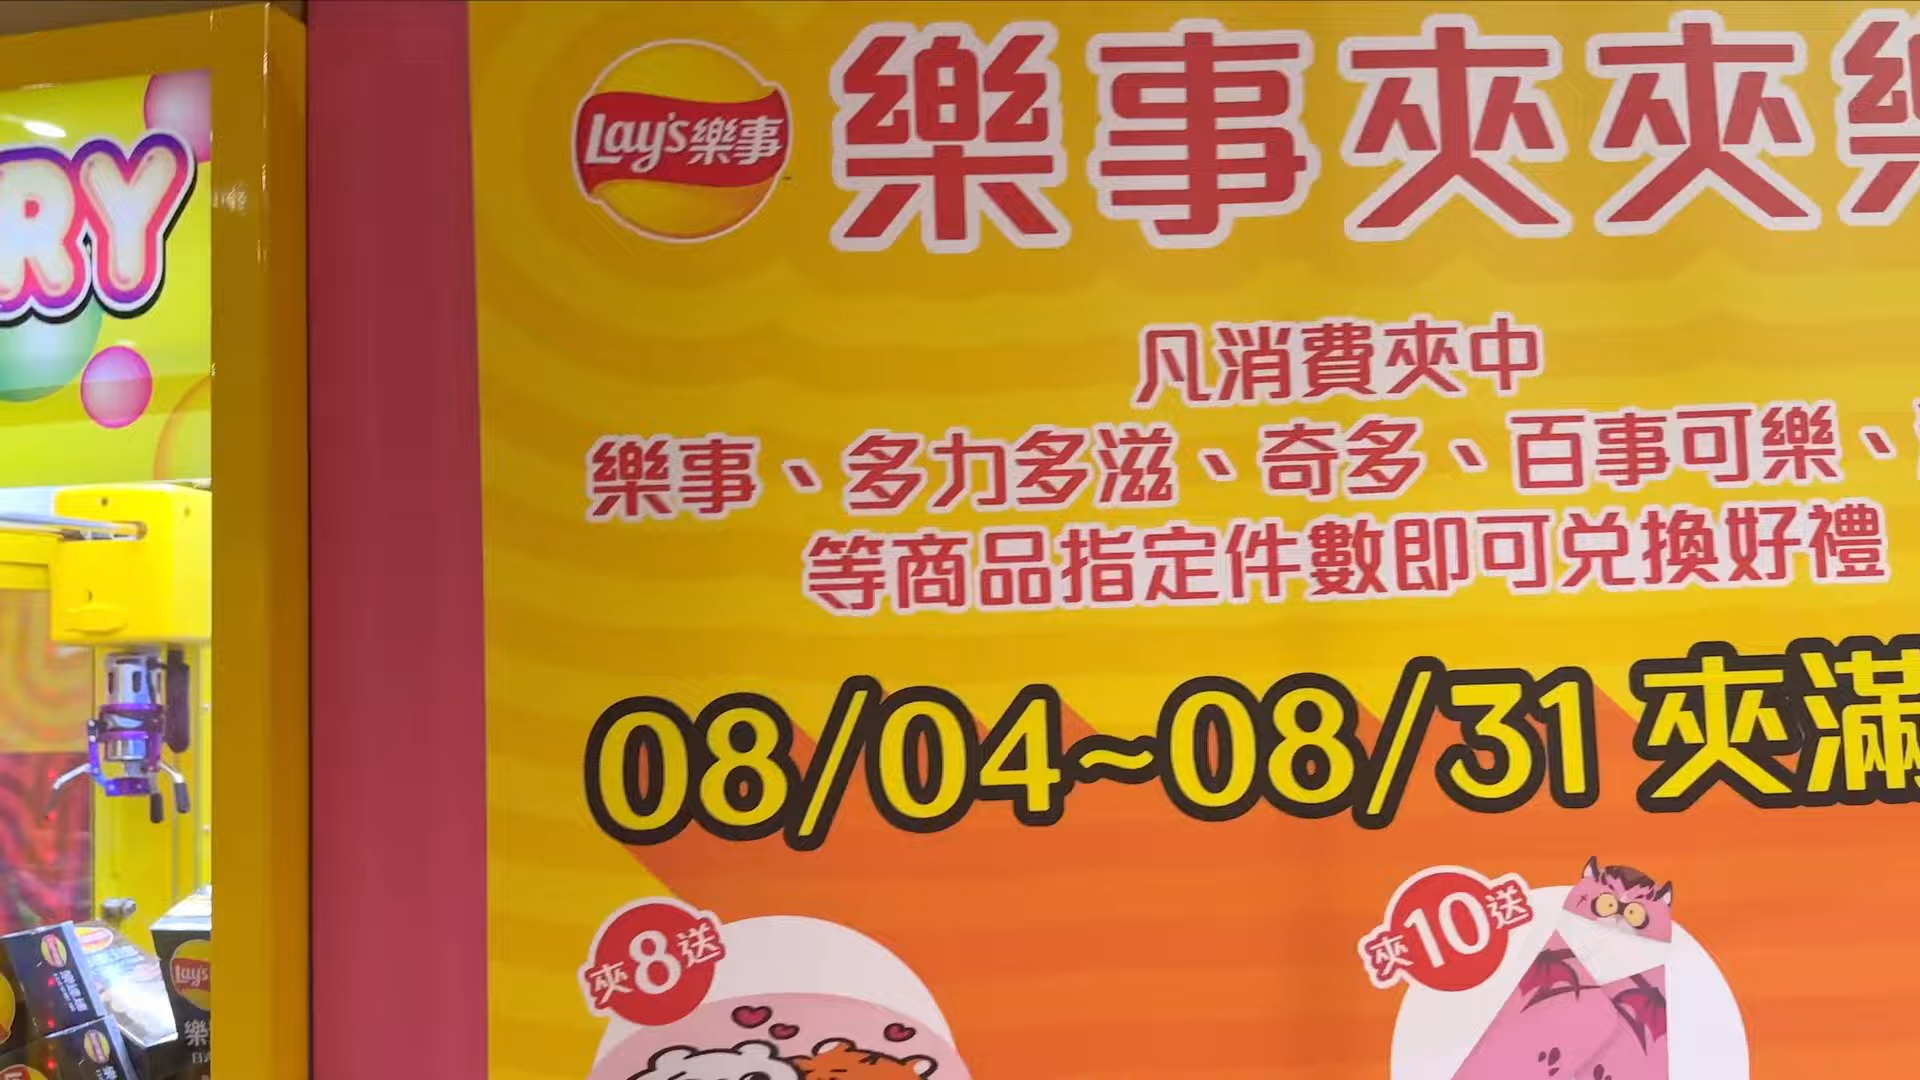 RY
Lay's樂事
樂事夾夾
凡消費夾中
樂事、多力多滋、奇多、百事可樂、
等商品指定件數即可兌換好禮
08/04~08/31 夾滿
夾8送
夾10送
Lay's
樂